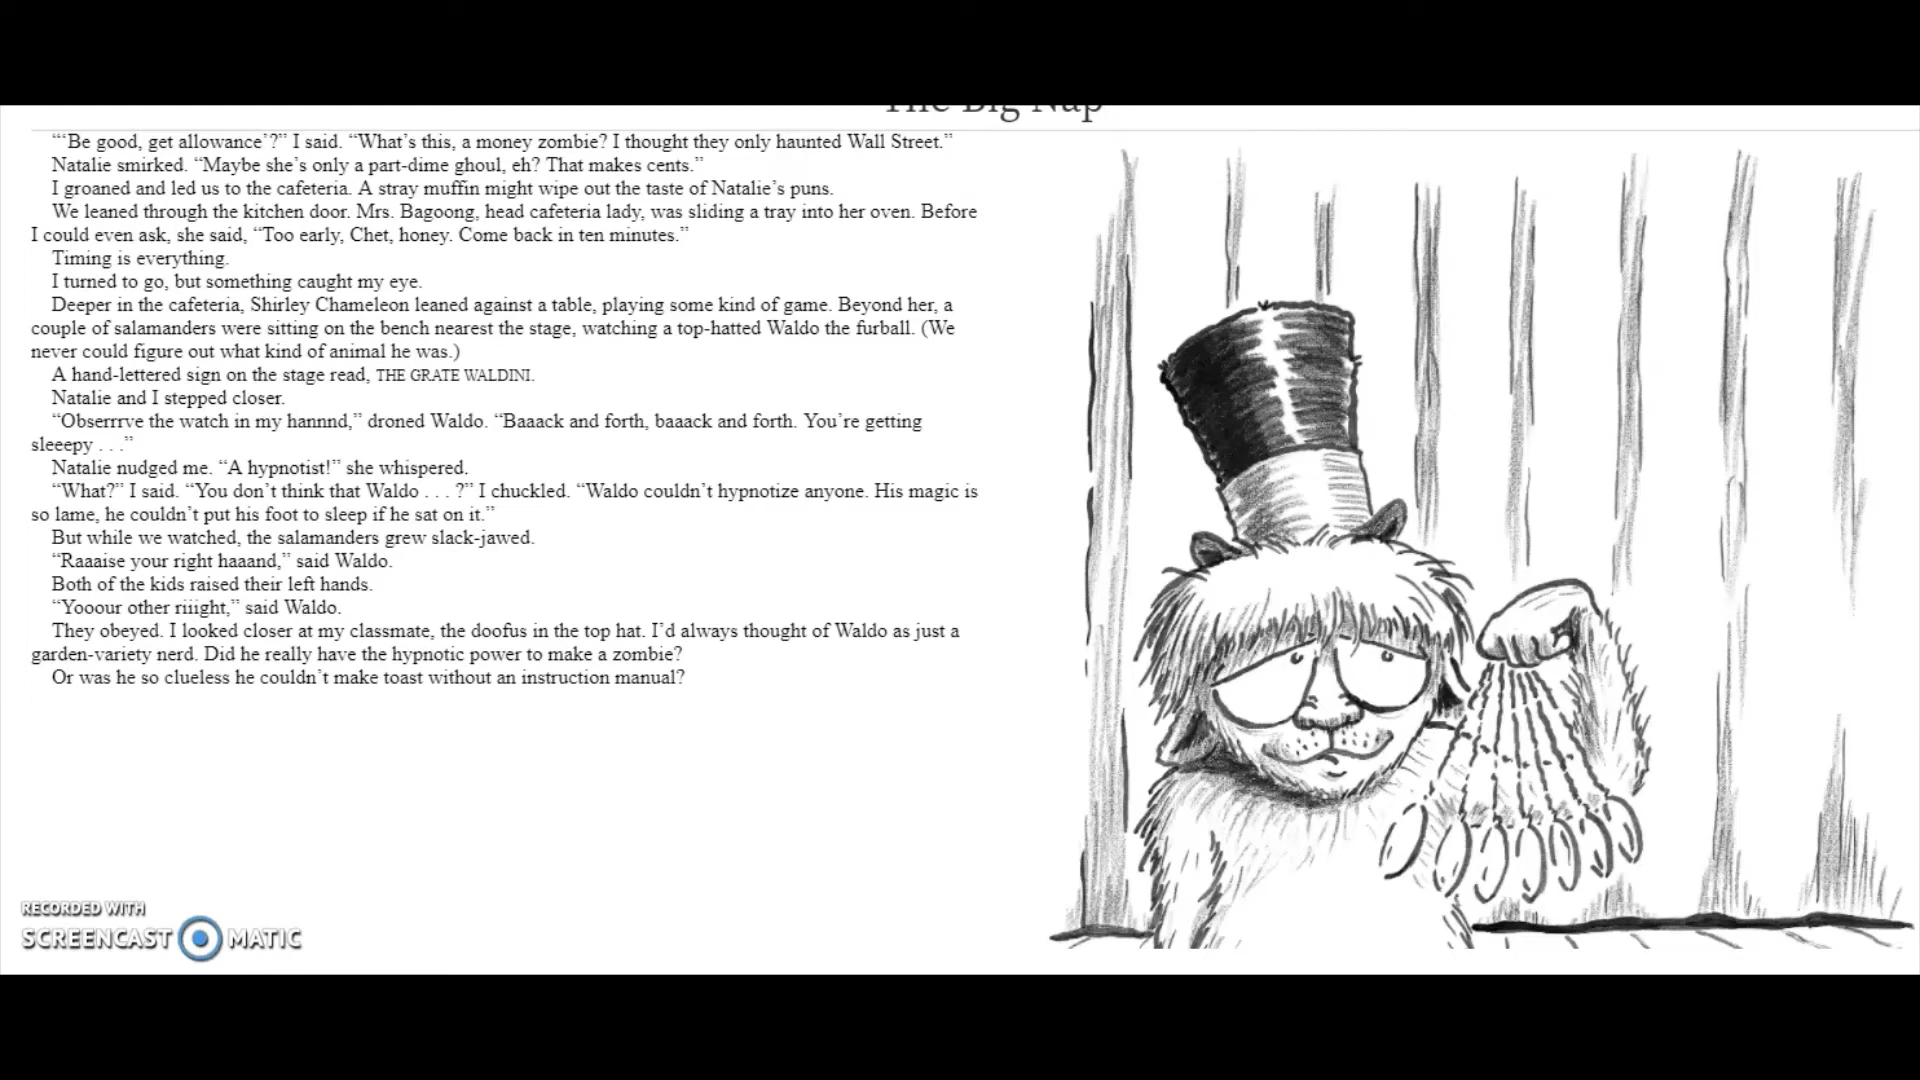 The Big Nap
“‘Be good, get allowance’?” I said. “What’s this, a money zombie? I thought they only haunted Wall Street.”
Natalie smirked. “Maybe she’s only a part-dime ghoul, eh? That makes cents.”
I groaned and led us to the cafeteria. A stray muffin might wipe out the taste of Natalie’s puns.
We leaned through the kitchen door. Mrs. Bagoong, head cafeteria lady, was sliding a tray into her oven. Before
I could even ask, she said, “Too early, Chet, honey. Come back in ten minutes.”
Timing is everything.
I turned to go, but something caught my eye.
Deeper in the cafeteria, Shirley Chameleon leaned against a table, playing some kind of game. Beyond her, a
couple of salamanders were sitting on the bench nearest the stage, watching a top-hatted Waldo the furball. (We
never could figure out what kind of animal he was.)
A hand-lettered sign on the stage read, THE GRATE WALDINI.
Natalie and I stepped closer.
“Obserrrve the watch in my hannnd,” droned Waldo. “Baaack and forth, baaack and forth. You’re getting
sleeepy . . .”
Natalie nudged me. “A hypnotist!” she whispered.
“What?” I said. “You don’t think that Waldo . . . ?” I chuckled. “Waldo couldn’t hypnotize anyone. His magic is
so lame, he couldn’t put his foot to sleep if he sat on it.”
But while we watched, the salamanders grew slack-jawed.
“Raaaise your right haaand,” said Waldo.
Both of the kids raised their left hands.
“Yooour other riiight,” said Waldo.
They obeyed. I looked closer at my classmate, the doofus in the top hat. I’d always thought of Waldo as just a
garden-variety nerd. Did he really have the hypnotic power to make a zombie?
Or was he so clueless he couldn’t make toast without an instruction manual?
RECORDED WITH
SCREENCAST MATIC